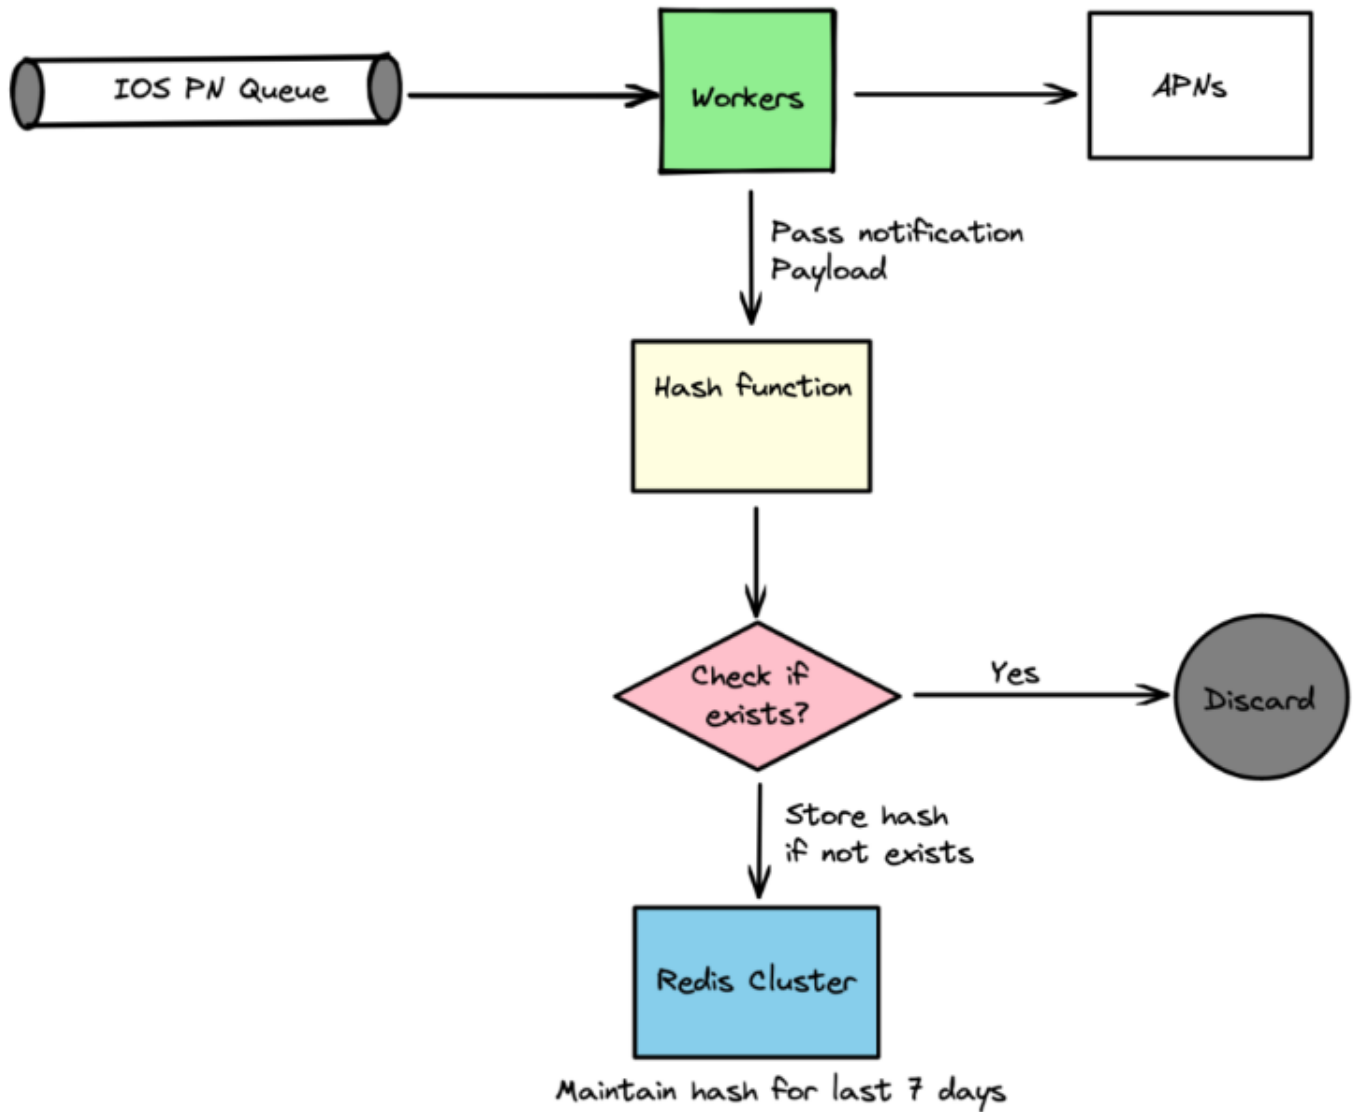 IOS PN Queue
Workers
APNs
Pass notification
Payload
Hash function
Check if
exists?
Yes
Discard
Store hash
if not exists
Redis Cluster
Maintain hash for last 7 days